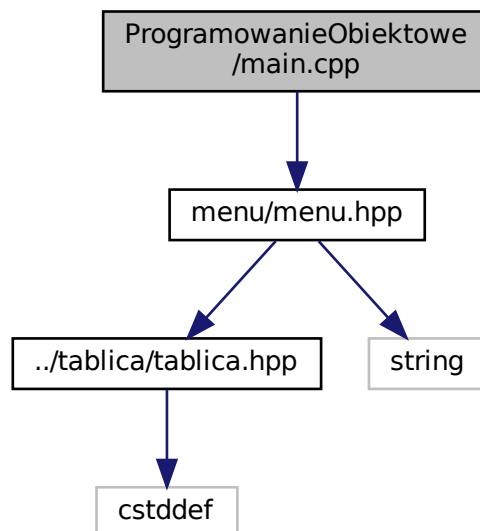 ProgramowanieObiektowe
/main.cpp
menu/menu.hpp
../tablica/tablica.hpp
string
cstddef